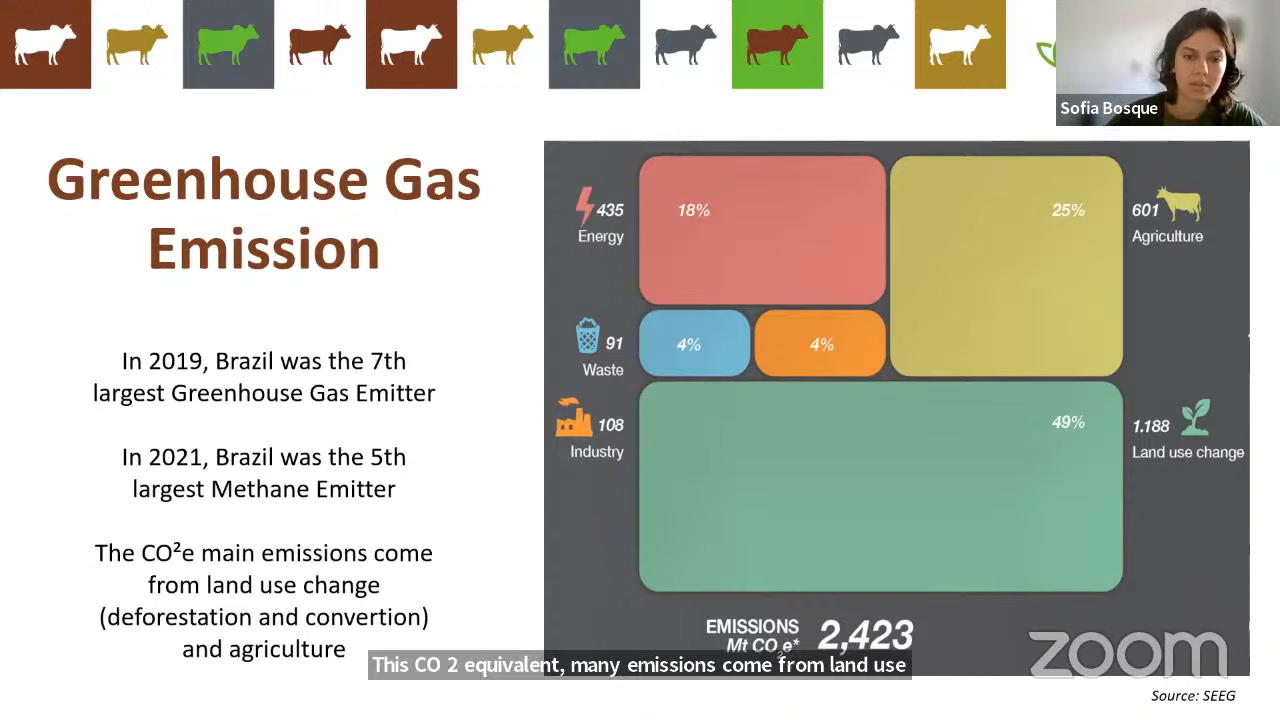 Sofia Bosque
Greenhouse Gas
Emission
In 2019, Brazil was the 7th
largest Greenhouse Gas Emitter
In 2021, Brazil was the 5th
largest Methane Emitter
The CO²e main emissions come
from land use change
(deforestation and convertion)
and agriculture
435
Energy
18%
25%
601
Agriculture
91
Waste
4%
4%
108
Industry
49%
1.188
Land use change
EMISSIONS
Mt CO₂e*
2,423
This CO 2 equivalent, many emissions come from land use
zoom
Source: SEEG